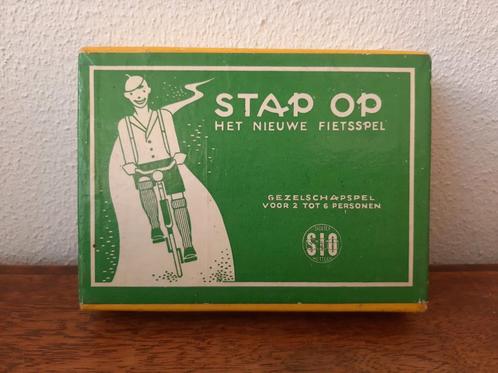 STAP OP
HET NIEUWE FIETSSPEL
GEZELSCHAPSPEL
VOOR 2 TOT 6 PERSONEN
SIO